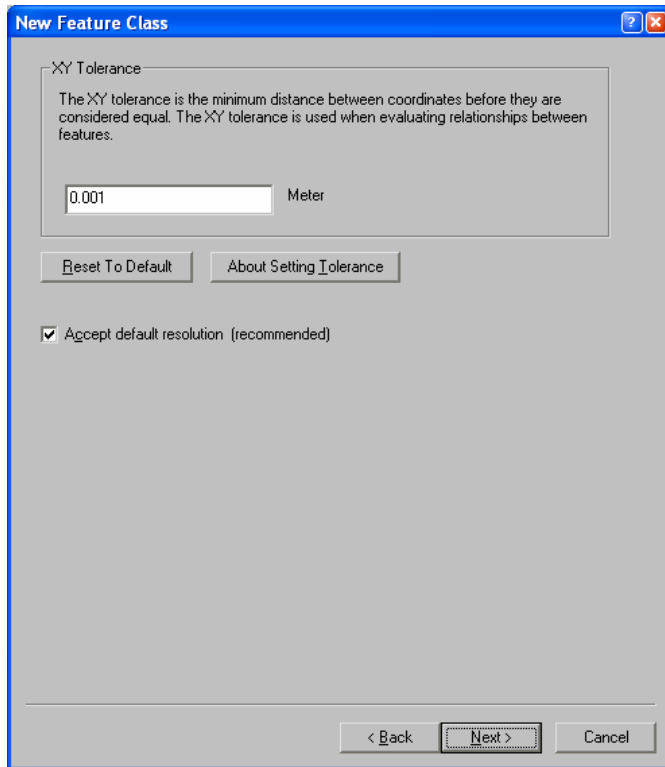 New Feature Class
XY Tolerance
The XY tolerance is the minimum distance between coordinates before they are
considered equal. The XY tolerance is used when evaluating relationships between
features.
0.001 Meter
Reset To Default About Setting Tolerance
Accept default resolution (recommended)
< Back Next > Cancel